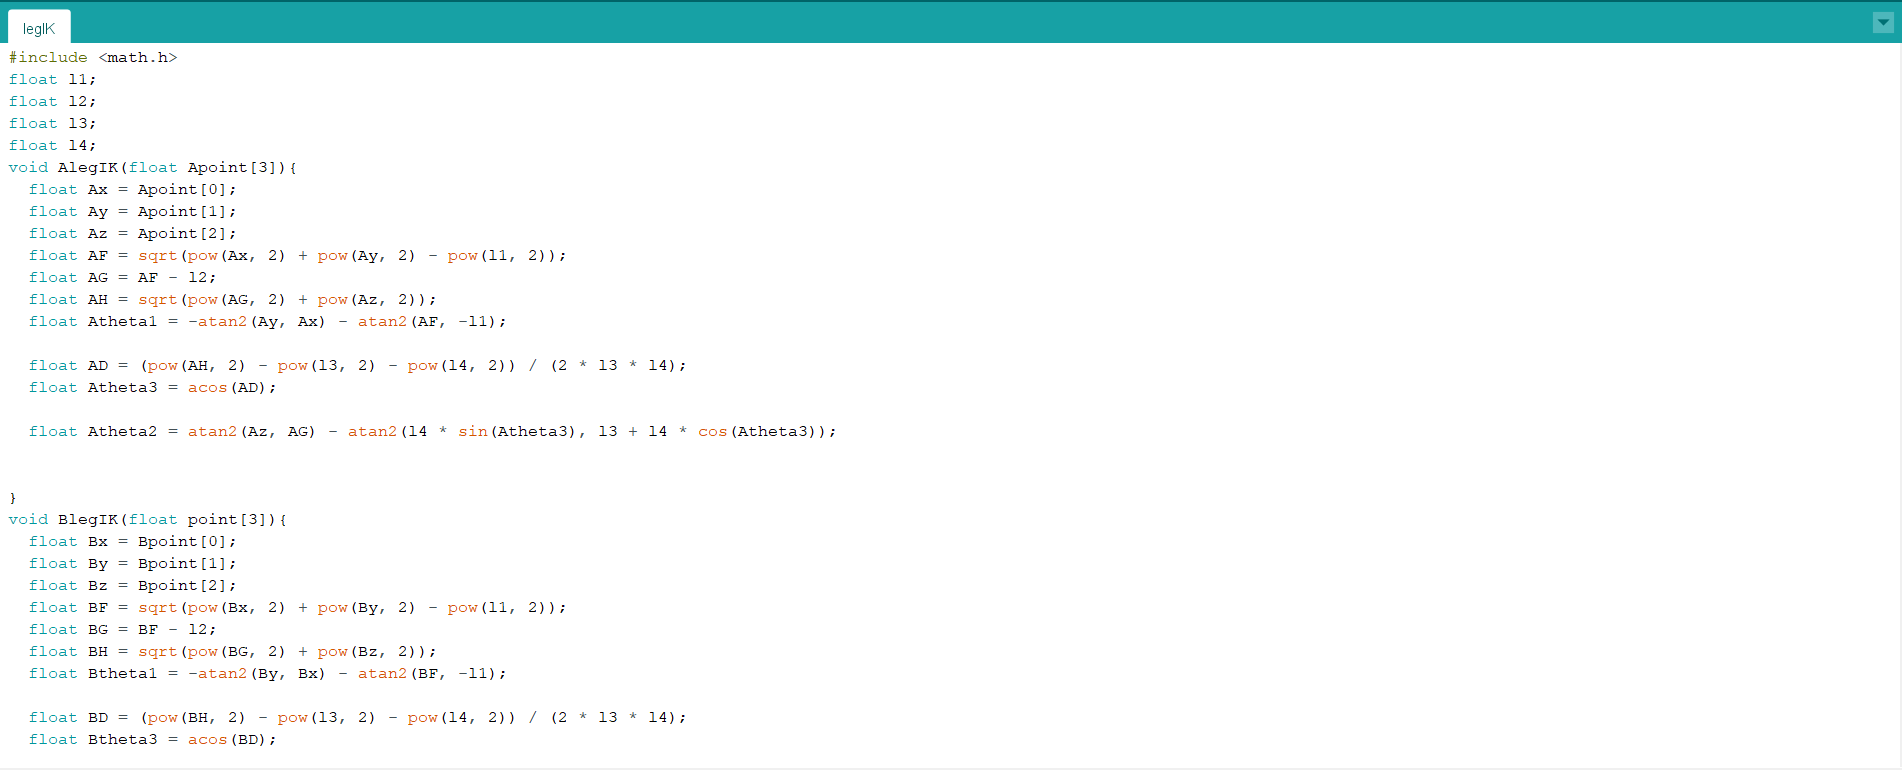 legIK
#include <math.h>
float l1;
float l2;
float l3;
float l4;
void AlegIK(float Apoint[3]){
  float Ax = Apoint[0];
  float Ay = Apoint[1];
  float Az = Apoint[2];
  float AF = sqrt(pow(Ax, 2) + pow(Ay, 2) - pow(l1, 2));
  float AG = AF - l2;
  float AH = sqrt(pow(AG, 2) + pow(Az, 2));
  float Atheta1 = -atan2(Ay, Ax) - atan2(AF, -l1);
  float AD = (pow(AH, 2) - pow(l3, 2) - pow(l4, 2)) / (2 * l3 * l4);
  float Atheta3 = acos(AD);
  float Atheta2 = atan2(Az, AG) - atan2(l4 * sin(Atheta3), l3 + l4 * cos(Atheta3));
}
void BlegIK(float point[3]){
  float Bx = Bpoint[0];
  float By = Bpoint[1];
  float Bz = Bpoint[2];
  float BF = sqrt(pow(Bx, 2) + pow(By, 2) - pow(l1, 2));
  float BG = BF - l2;
  float BH = sqrt(pow(BG, 2) + pow(Bz, 2));
  float Btheta1 = -atan2(By, Bx) - atan2(BF, -l1);
  float BD = (pow(BH, 2) - pow(l3, 2) - pow(l4, 2)) / (2 * l3 * l4);
  float Btheta3 = acos(BD);